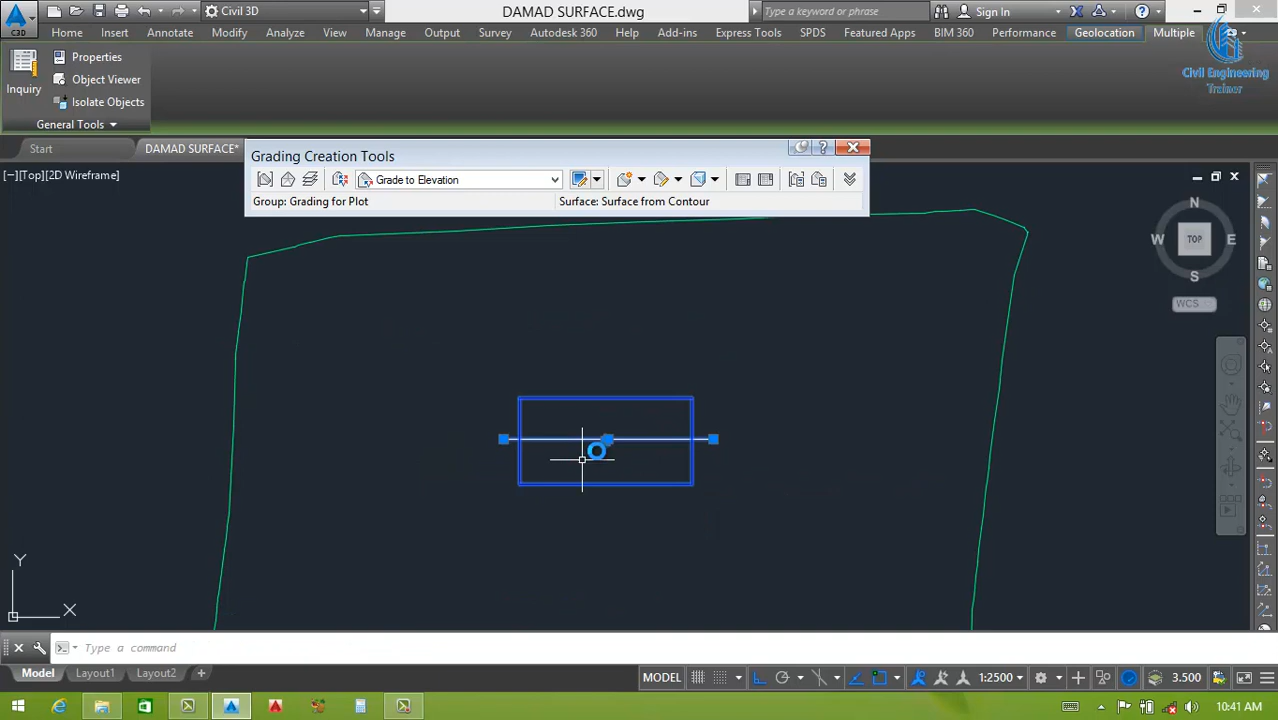 Civil 3D
DAMAD SURFACE.dwg
Type a keyword or phrase
Sign In
C3D
Home Insert Annotate Modify Analyze View Manage Output Survey Autodesk 360 Help Add-ins Express Tools SPDS Featured Apps BIM 360 Performance Geolocation Multiple
Properties
Object Viewer
Isolate Objects
Inquiry
General Tools
Civil Engineering
Trainer
Start
DAMAD SURFACE*
Grading Creation Tools
Grade to Elevation
Group: Grading for Plot
Surface: Surface from Contour
[−][Top][2D Wireframe]
N
W TOP E
S
WCS
Y
X
Type a command
Model Layout1 Layout2 +
MODEL 1:2500 3.500
10:41 AM